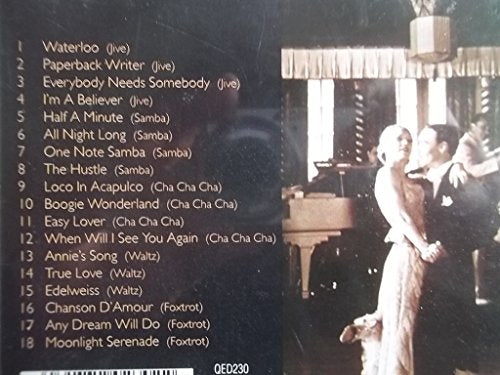 1 Waterloo (Jive)
2 Paperback Writer (Jive)
3 Everybody Needs Somebody (Jive)
4 I'm A Believer (Jive)
5 Half A Minute (Samba)
6 All Night Long (Samba)
7 One Note Samba (Samba)
8 The Hustle (Samba)
9 Loco In Acapulco (Cha Cha Cha)
10 Boogie Wonderland (Cha Cha Cha)
11 Easy Lover (Cha Cha Cha)
12 When Will I See You Again (Cha Cha Cha)
13 Annie's Song (Waltz)
14 True Love (Waltz)
15 Edelweiss (Waltz)
16 Chanson D'Amour (Foxtrot)
17 Any Dream Will Do (Foxtrot)
18 Moonlight Serenade (Foxtrot)
QED230